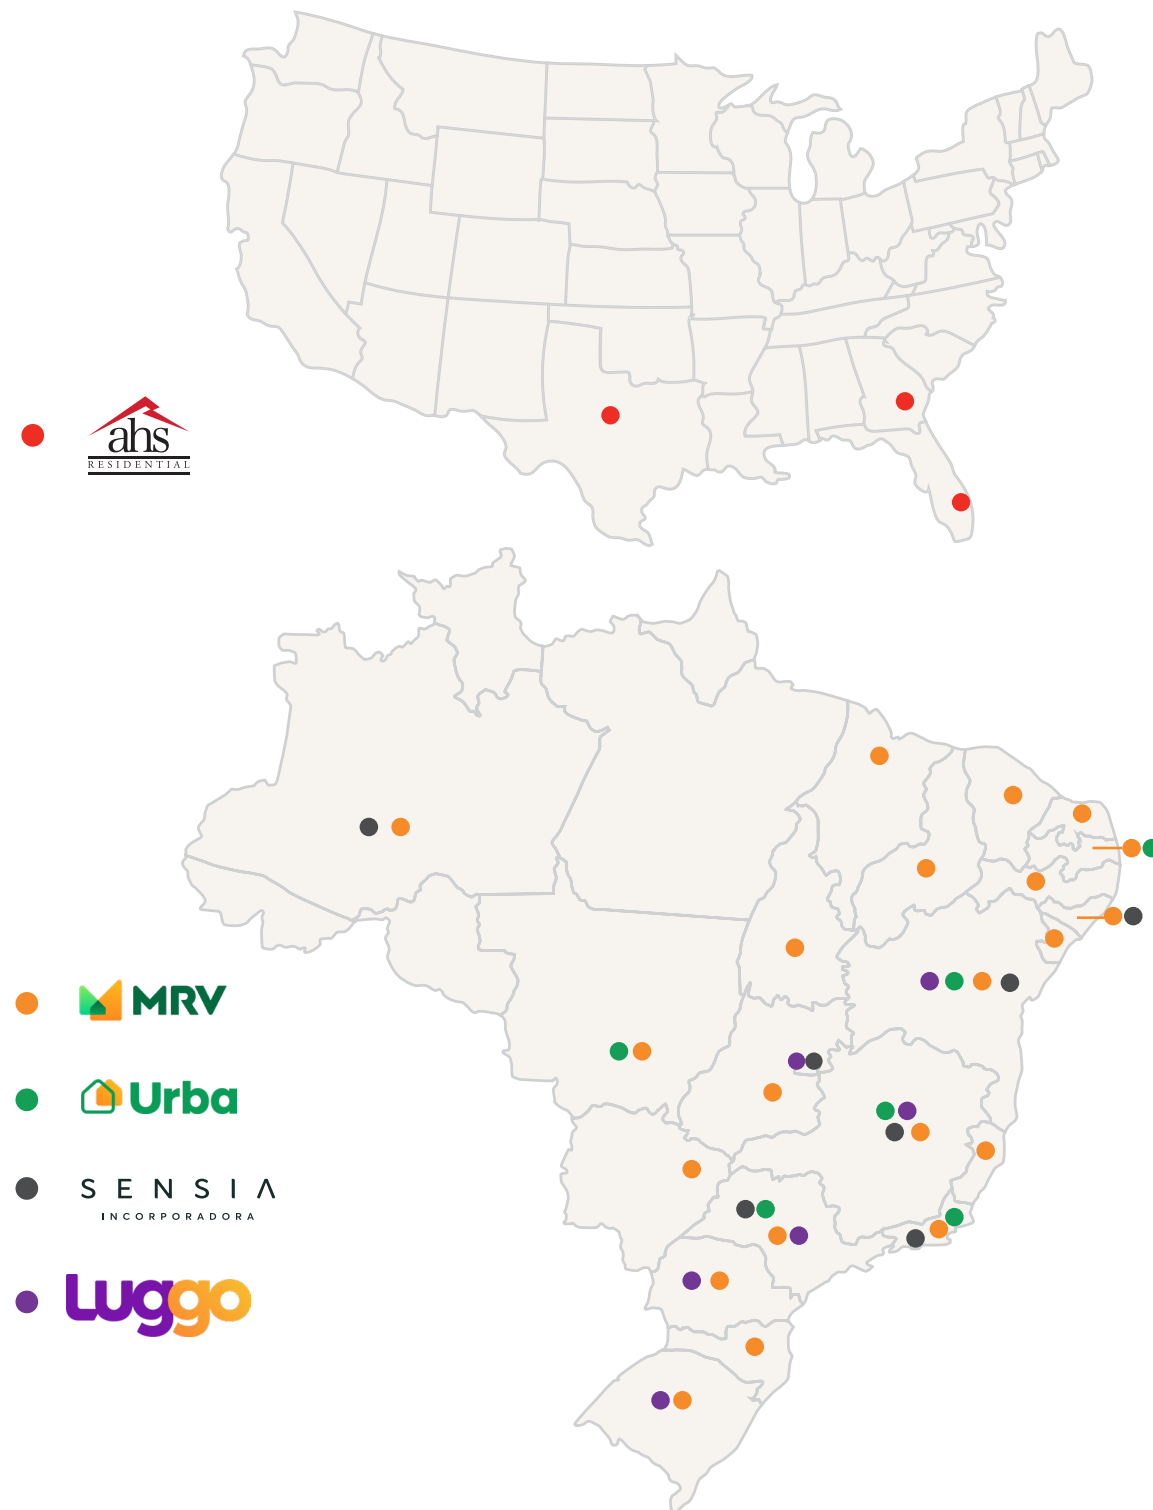 ahs
RESIDENTIAL
MRV
Urba
SENSIA
INCORPORADORA
Luggo